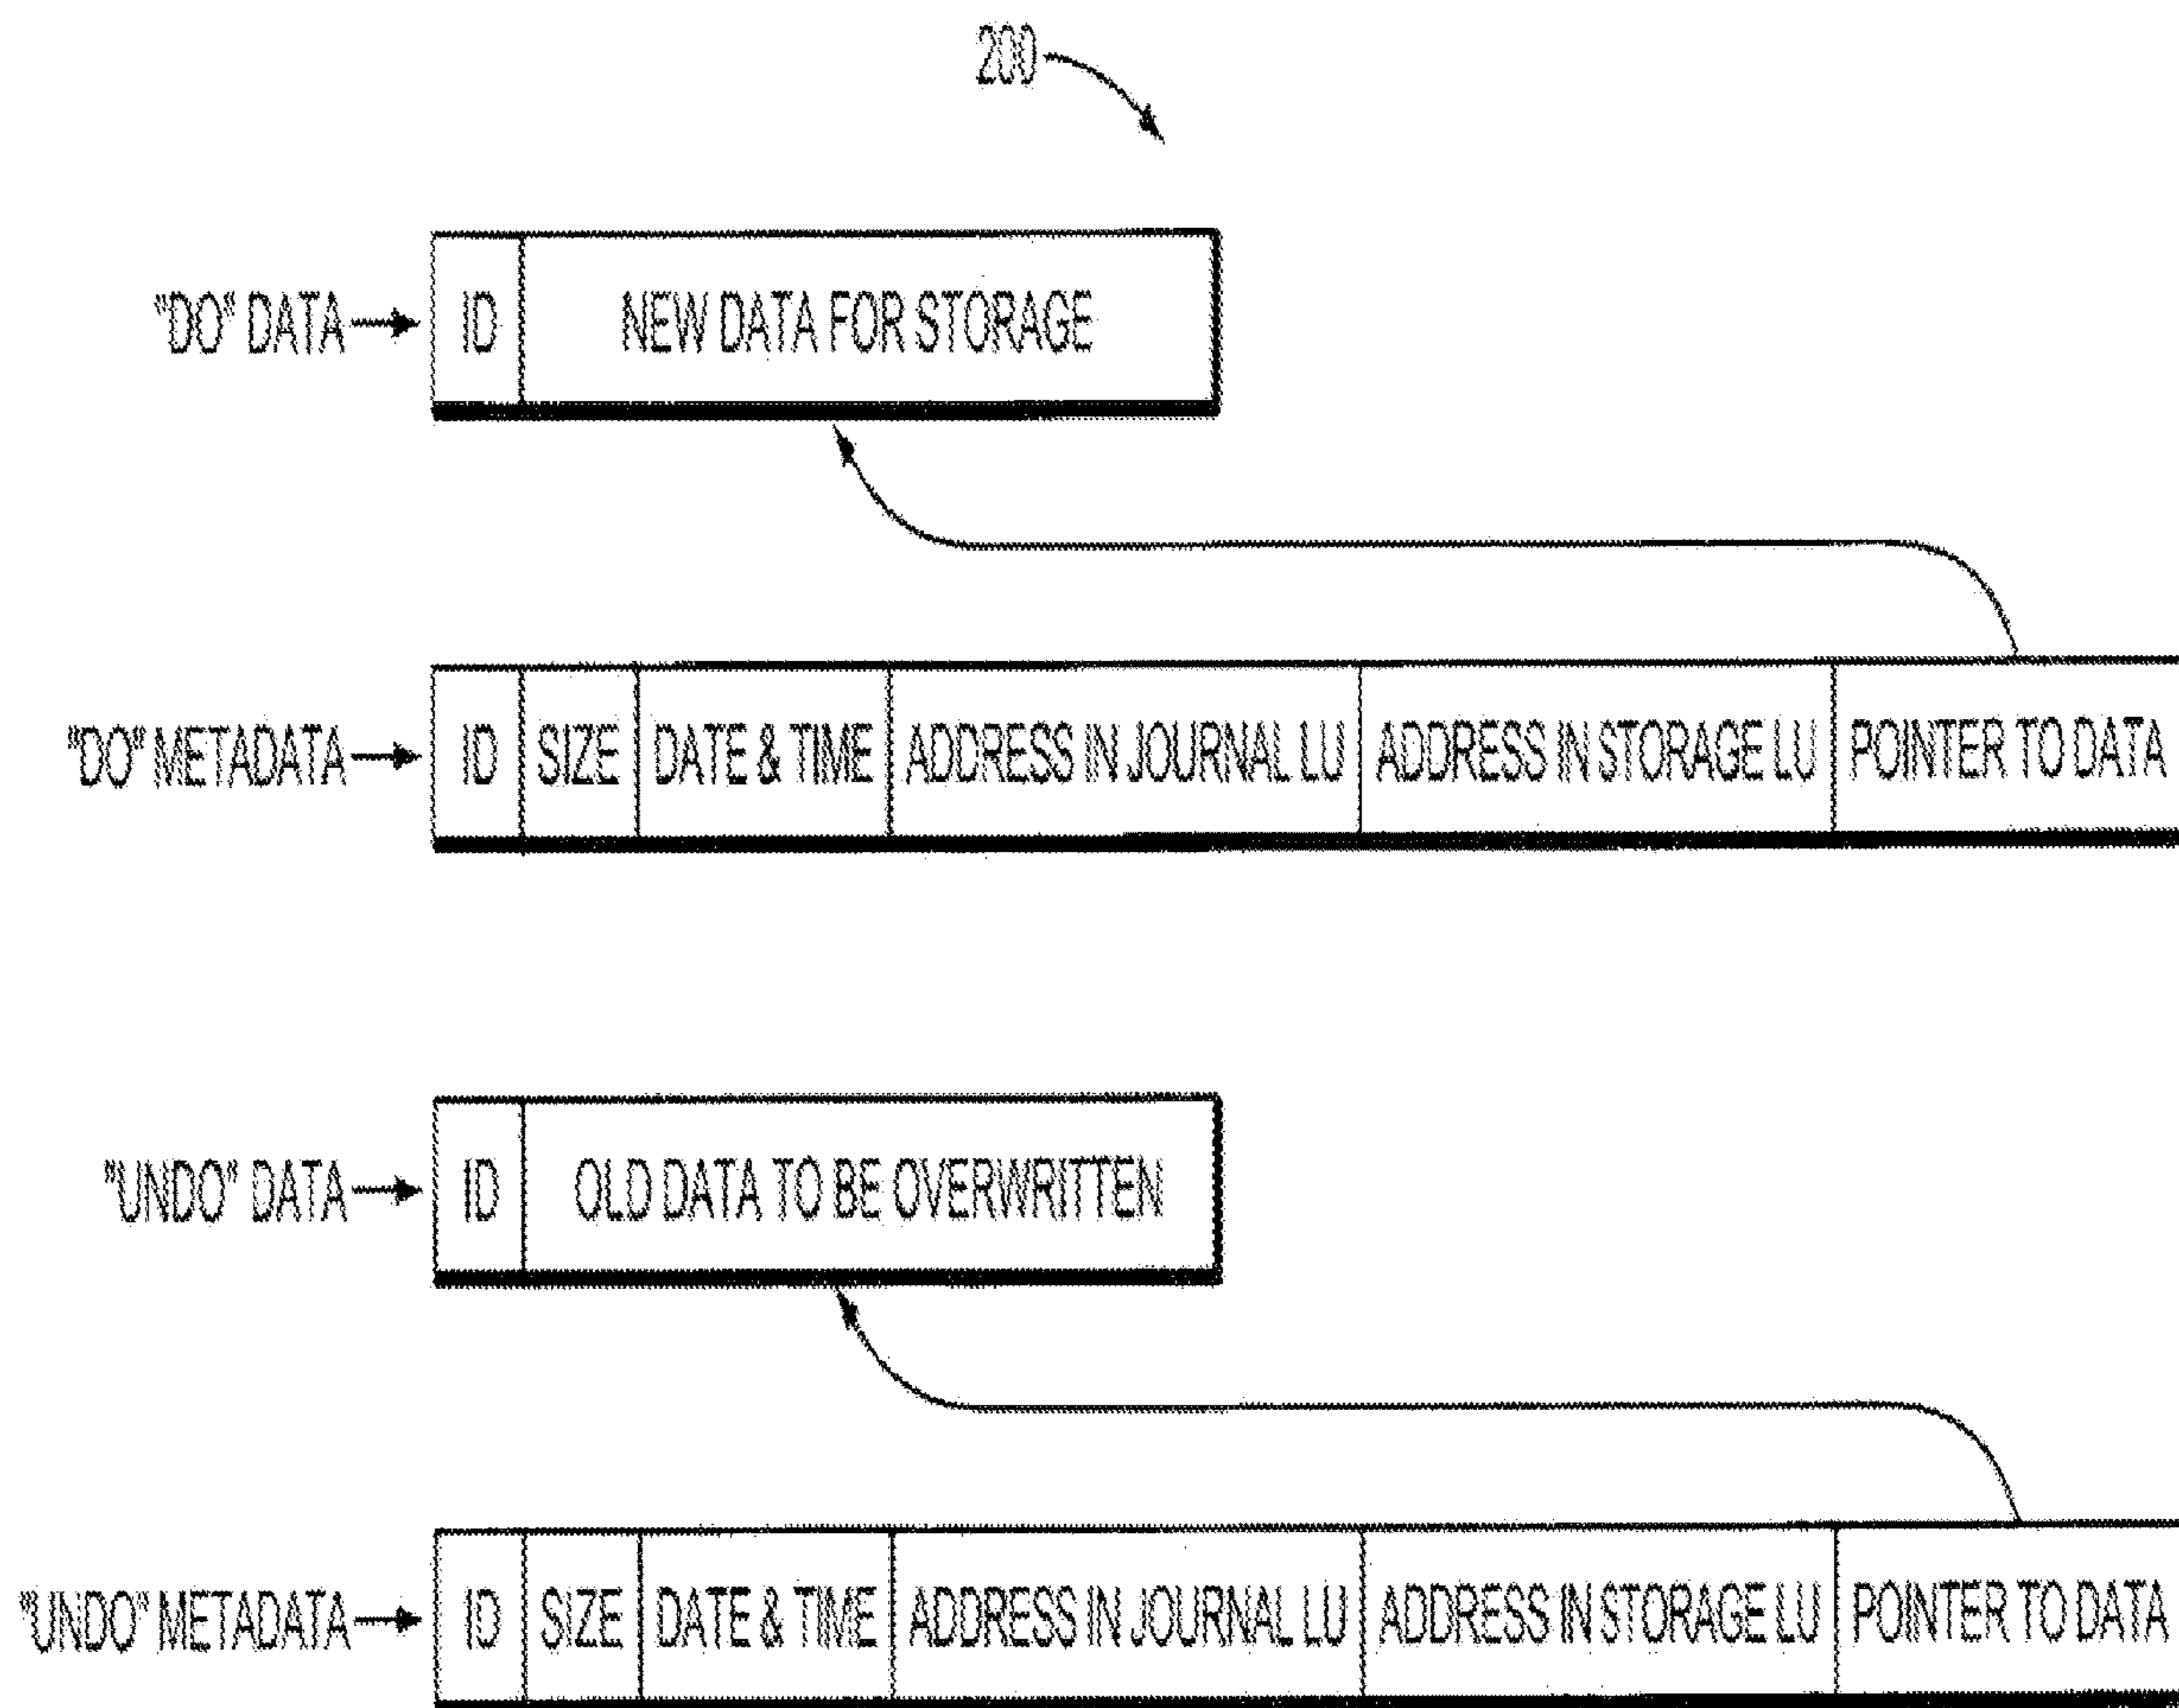 200
"DO" DATA ID NEW DATA FOR STORAGE
"DO" METADATA ID SIZE DATE & TIME ADDRESS IN JOURNAL LU ADDRESS IN STORAGE LU POINTER TO DATA
"UNDO" DATA ID OLD DATA TO BE OVERWRITTEN
"UNDO" METADATA ID SIZE DATE & TIME ADDRESS IN JOURNAL LU ADDRESS IN STORAGE LU POINTER TO DATA